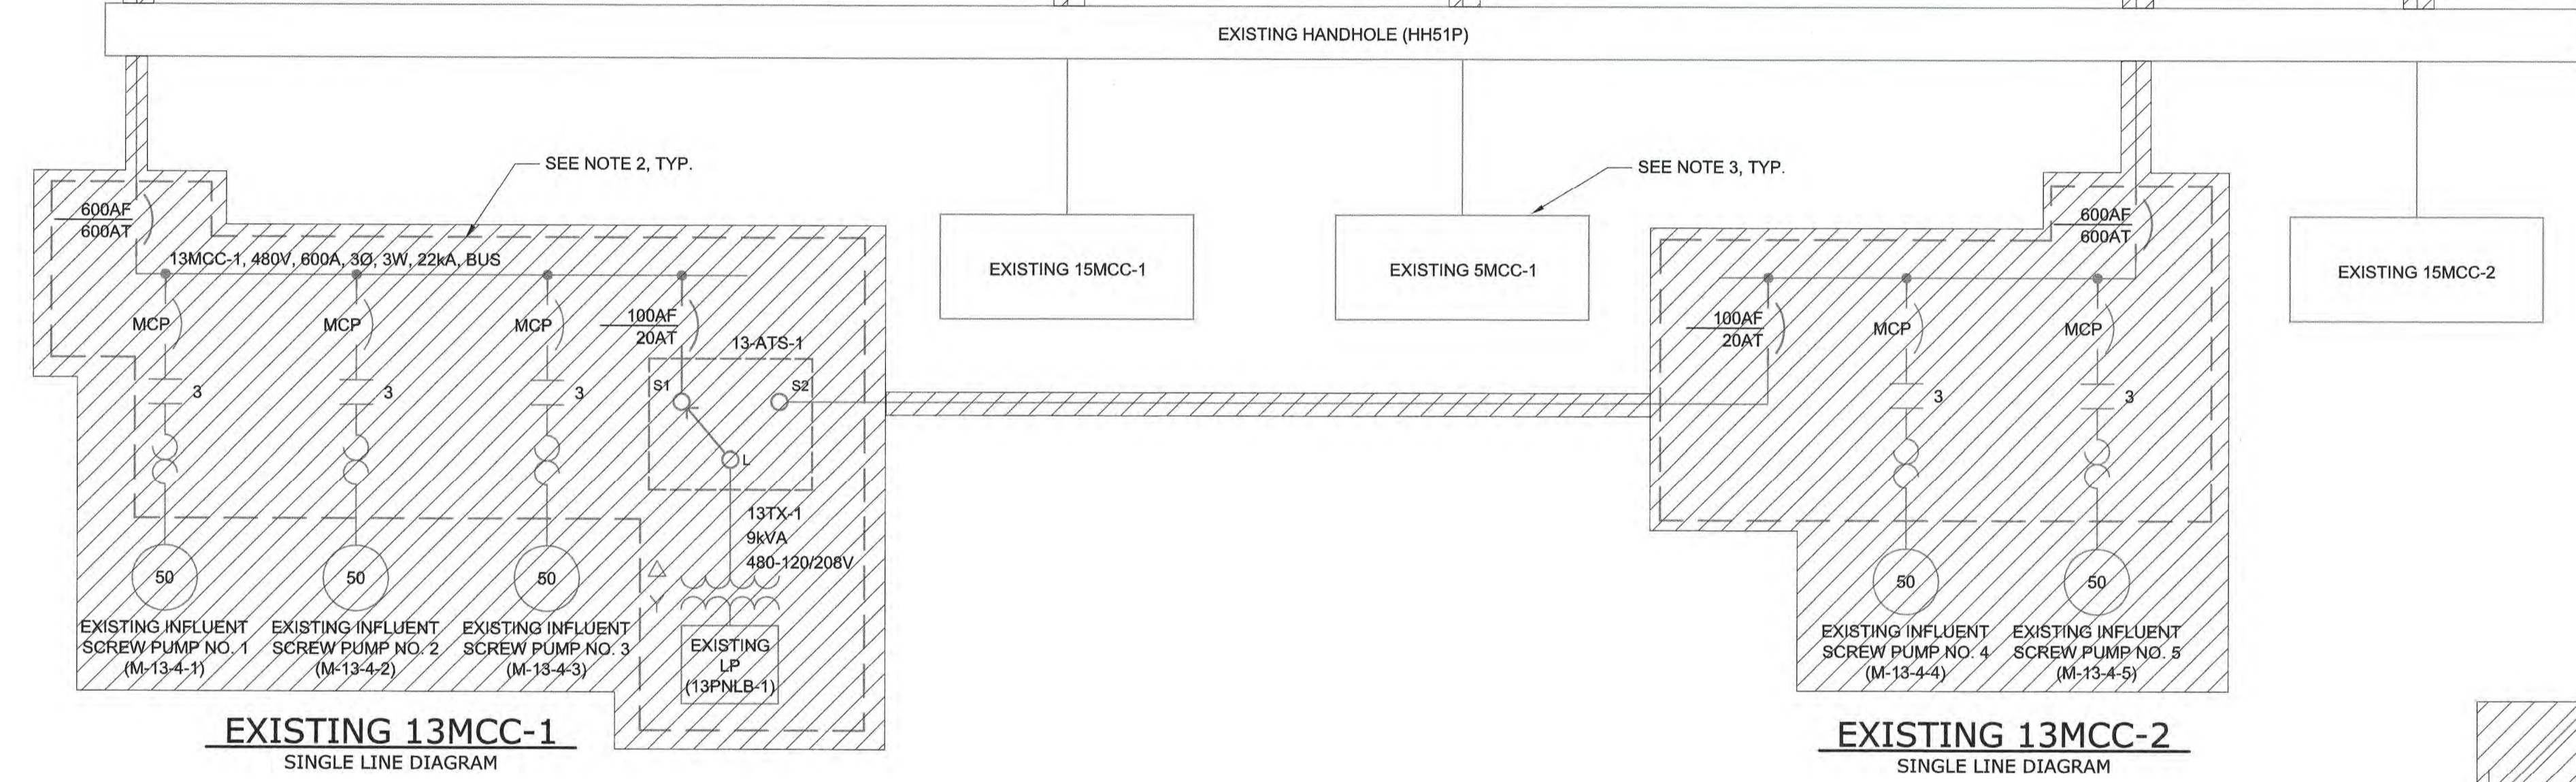 EXISTING HANDHOLE (HH51P)
SEE NOTE 2, TYP.
SEE NOTE 3, TYP.
600AF
600AT
13MCC-1, 480V, 600A, 3Ø, 3W, 22kA, BUS
MCP
MCP
MCP
100AF
20AT
13-ATS-1
S1
S2
L
3
3
3
13TX-1
9kVA
480-120/208V
50
50
50
EXISTING INFLUENT
SCREW PUMP NO. 1
(M-13-4-1)
EXISTING INFLUENT
SCREW PUMP NO. 2
(M-13-4-2)
EXISTING INFLUENT
SCREW PUMP NO. 3
(M-13-4-3)
EXISTING
LP
(13PNLB-1)
EXISTING 13MCC-1
SINGLE LINE DIAGRAM
EXISTING 15MCC-1
EXISTING 5MCC-1
600AF
600AT
100AF
20AT
MCP
MCP
3
3
50
50
EXISTING INFLUENT
SCREW PUMP NO. 4
(M-13-4-4)
EXISTING INFLUENT
SCREW PUMP NO. 5
(M-13-4-5)
EXISTING 13MCC-2
SINGLE LINE DIAGRAM
EXISTING 15MCC-2